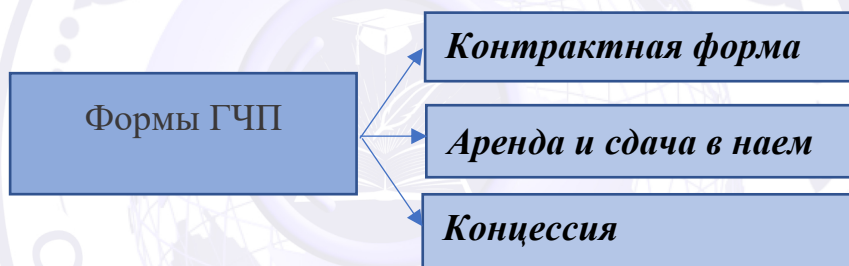 Формы ГЧП
Контрактная форма
Аренда и сдача в наем
Концессия